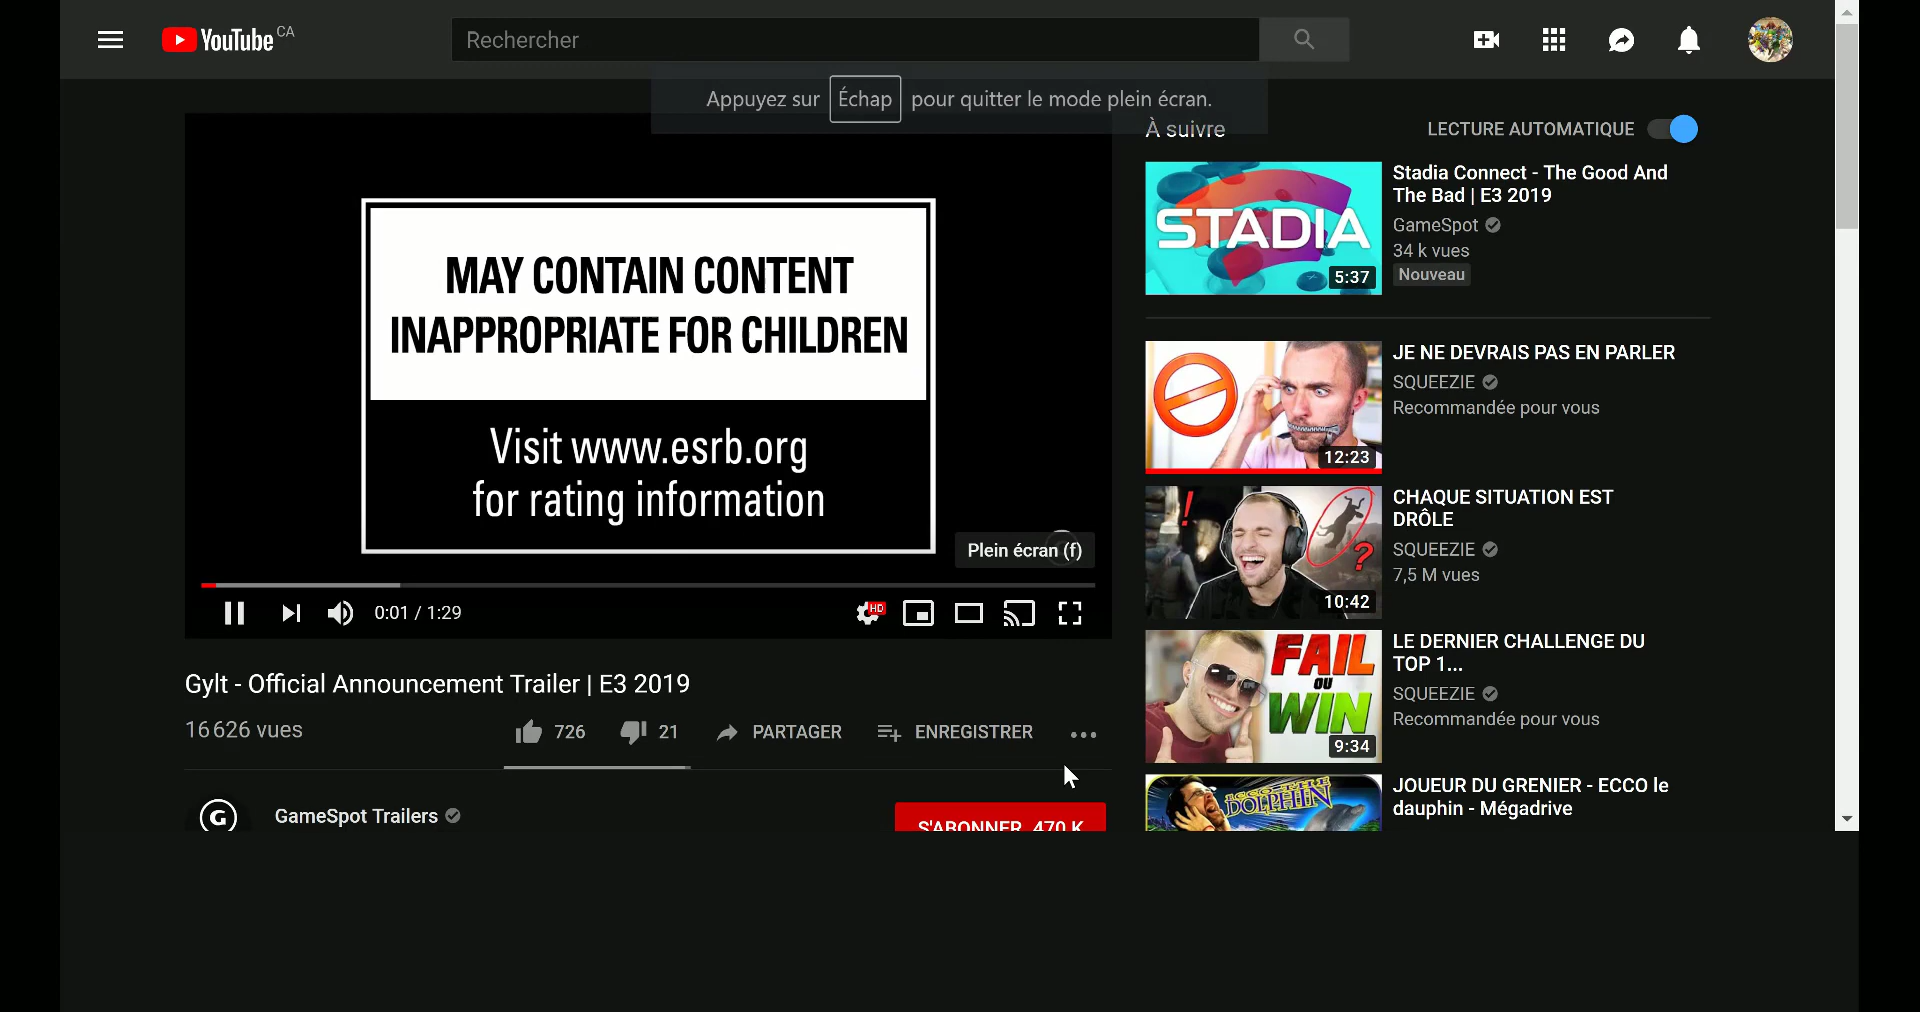 YouTube CA
Rechercher
Appuyez sur Échap pour quitter le mode plein écran.
MAY CONTAIN CONTENT
INAPPROPRIATE FOR CHILDREN
Visit www.esrb.org
for rating information
Plein écran (f)
0:01 / 1:29
HD
Gylt - Official Announcement Trailer | E3 2019
16 626 vues
726
21
PARTAGER
ENREGISTRER
G
GameSpot Trailers
S'ABONNER 470 K
À suivre
LECTURE AUTOMATIQUE
STADIA
5:37
Stadia Connect - The Good And
The Bad | E3 2019
GameSpot
34 k vues
Nouveau
12:23
JE NE DEVRAIS PAS EN PARLER
SQUEEZIE
Recommandée pour vous
!
?
10:42
CHAQUE SITUATION EST
DRÔLE
SQUEEZIE
7,5 M vues
FAIL
OU
WIN
9:34
LE DERNIER CHALLENGE DU
TOP 1...
SQUEEZIE
Recommandée pour vous
ECCO THE
DOLPHIN
JOUEUR DU GRENIER - ECCO le
dauphin - Mégadrive